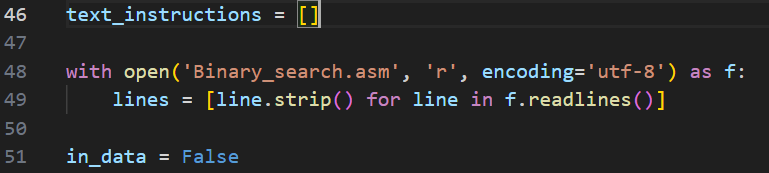 46 text_instructions = []
47
48 with open('Binary_search.asm', 'r', encoding='utf-8') as f:
49     lines = [line.strip() for line in f.readlines()]
50
51 in_data = False